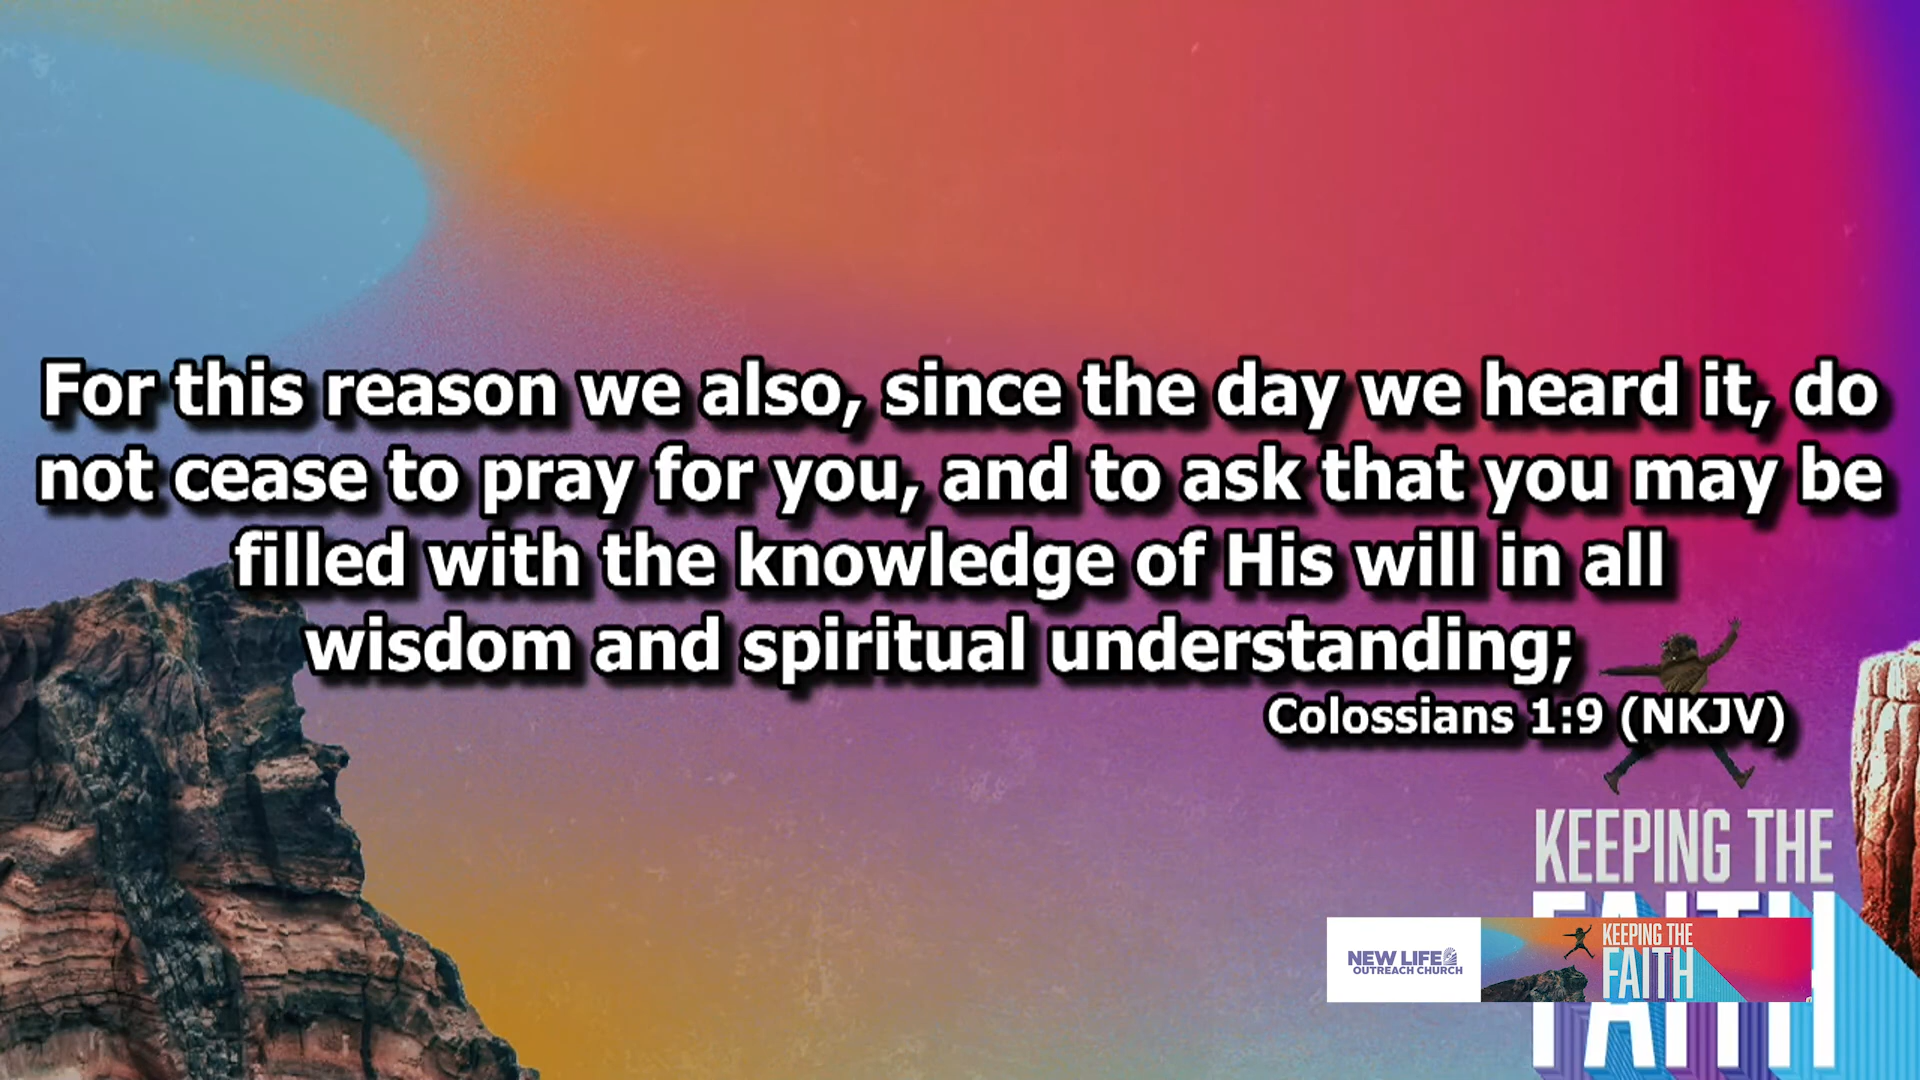 For this reason we also, since the day we heard it, do
not cease to pray for you, and to ask that you may be
filled with the knowledge of His will in all
wisdom and spiritual understanding;
Colossians 1:9 (NKJV)
KEEPING THE
FAITH
NEW LIFE
OUTREACH CHURCH
KEEPING THE
FAITH